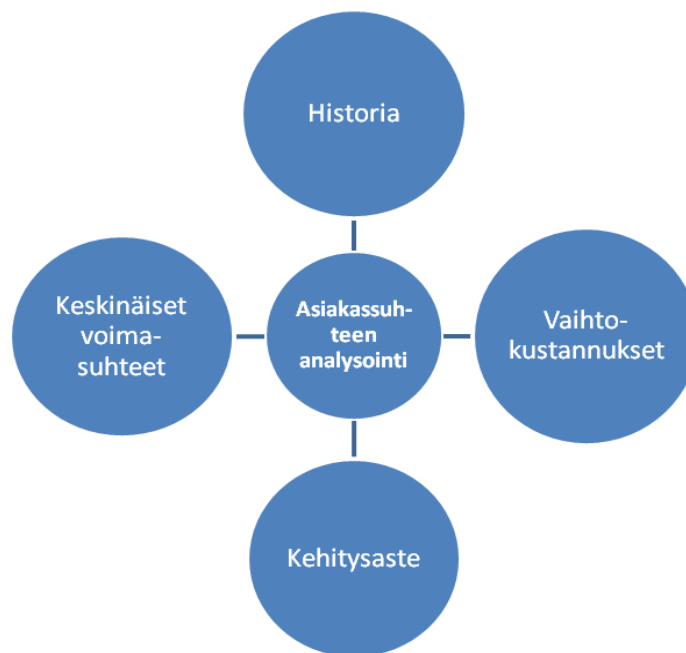 Historia
Keskinäiset
voima-
suhteet
Asiakassuh-
teen
analysointi
Vaihto-
kustannukset
Kehitysaste